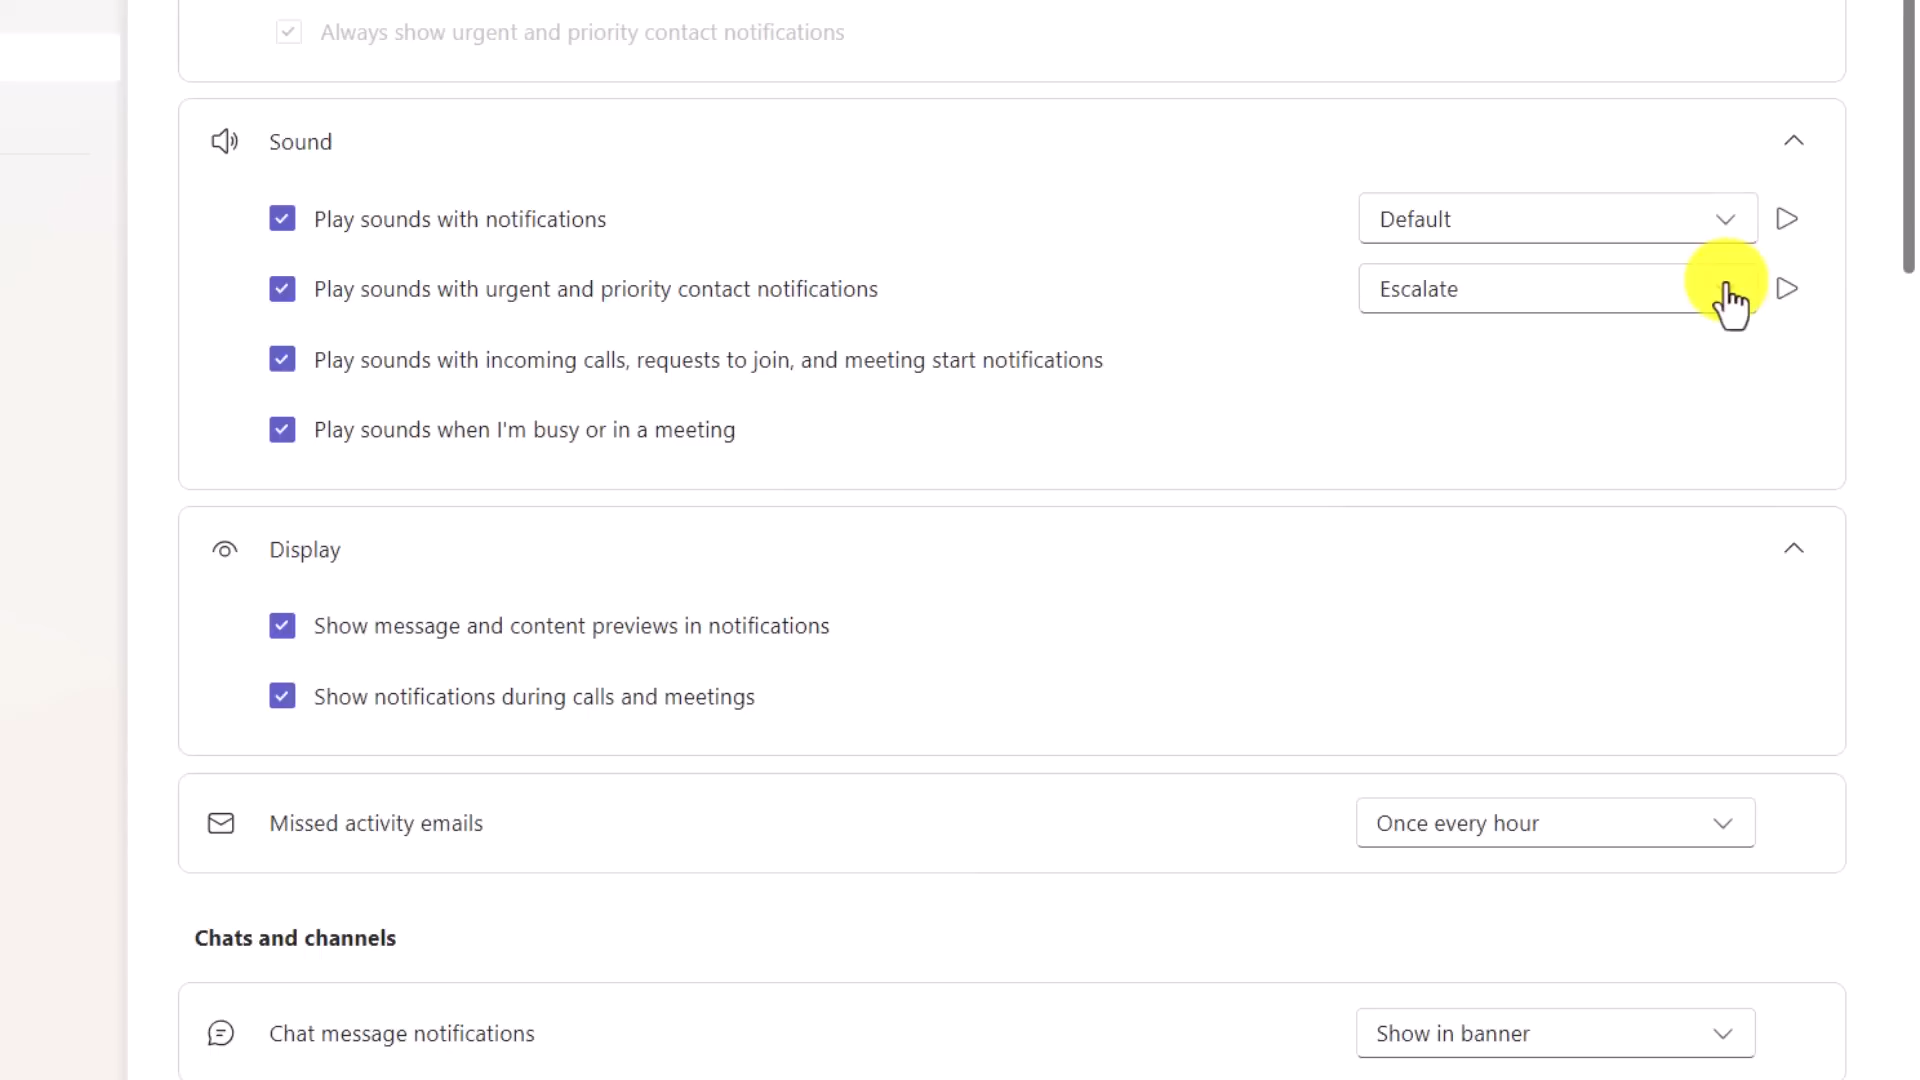 Always show urgent and priority contact notifications
Sound
Play sounds with notifications
Default
Play sounds with urgent and priority contact notifications
Escalate
Play sounds with incoming calls, requests to join, and meeting start notifications
Play sounds when I'm busy or in a meeting
Display
Show message and content previews in notifications
Show notifications during calls and meetings
Missed activity emails
Once every hour
Chats and channels
Chat message notifications
Show in banner